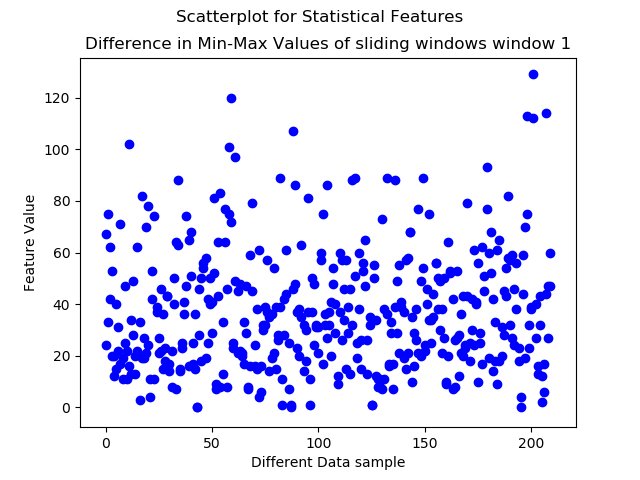 Scatterplot for Statistical Features
Difference in Min-Max Values of sliding windows window 1
Feature Value
120
100
80
60
40
20
0
0 50 100 150 200
Different Data sample